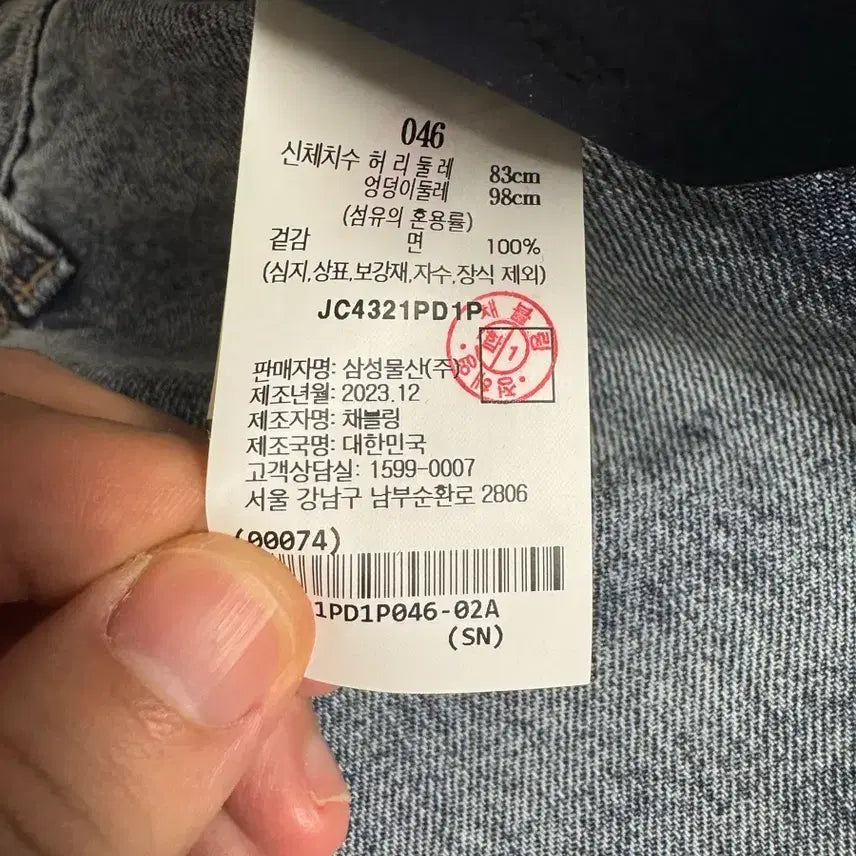 046
신체치수 허 리 둘 레 83cm
엉덩이둘레 98cm
(섬유의 혼용률)
겉감 면 100%
(심지,상표,보강재,자수,장식 제외)
JC4321PD1P
판매자명: 삼성물산(주)
제조년월: 2023.12
제조자명: 채블링
제조국명: 대한민국
고객상담실: 1599-0007
서울 강남구 남부순환로 2806
(00074)
1PD1P046-02A
(SN)
채블링
1